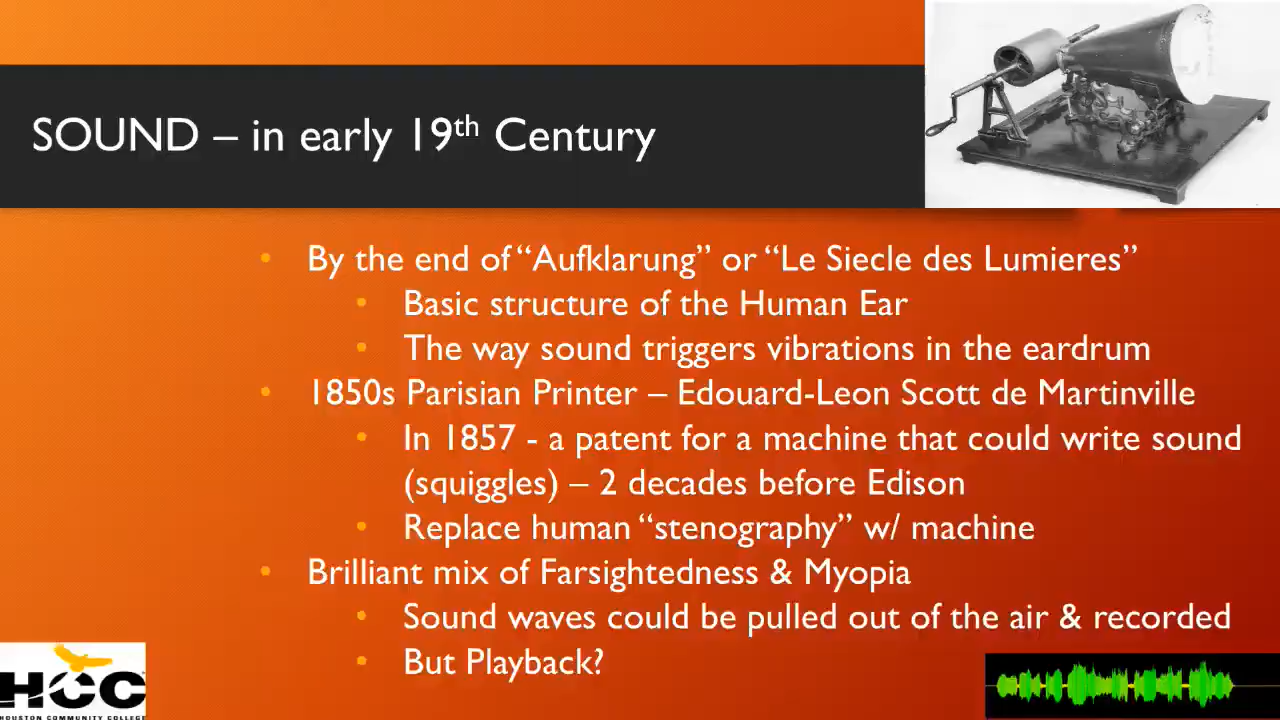 SOUND – in early 19th Century
By the end of “Aufklarung” or “Le Siecle des Lumieres”
Basic structure of the Human Ear
The way sound triggers vibrations in the eardrum
1850s Parisian Printer – Edouard-Leon Scott de Martinville
In 1857 - a patent for a machine that could write sound
(squiggles) – 2 decades before Edison
Replace human “stenography” w/ machine
Brilliant mix of Farsightedness & Myopia
Sound waves could be pulled out of the air & recorded
But Playback?
HCC
HOUSTON COMMUNITY COLLEGE